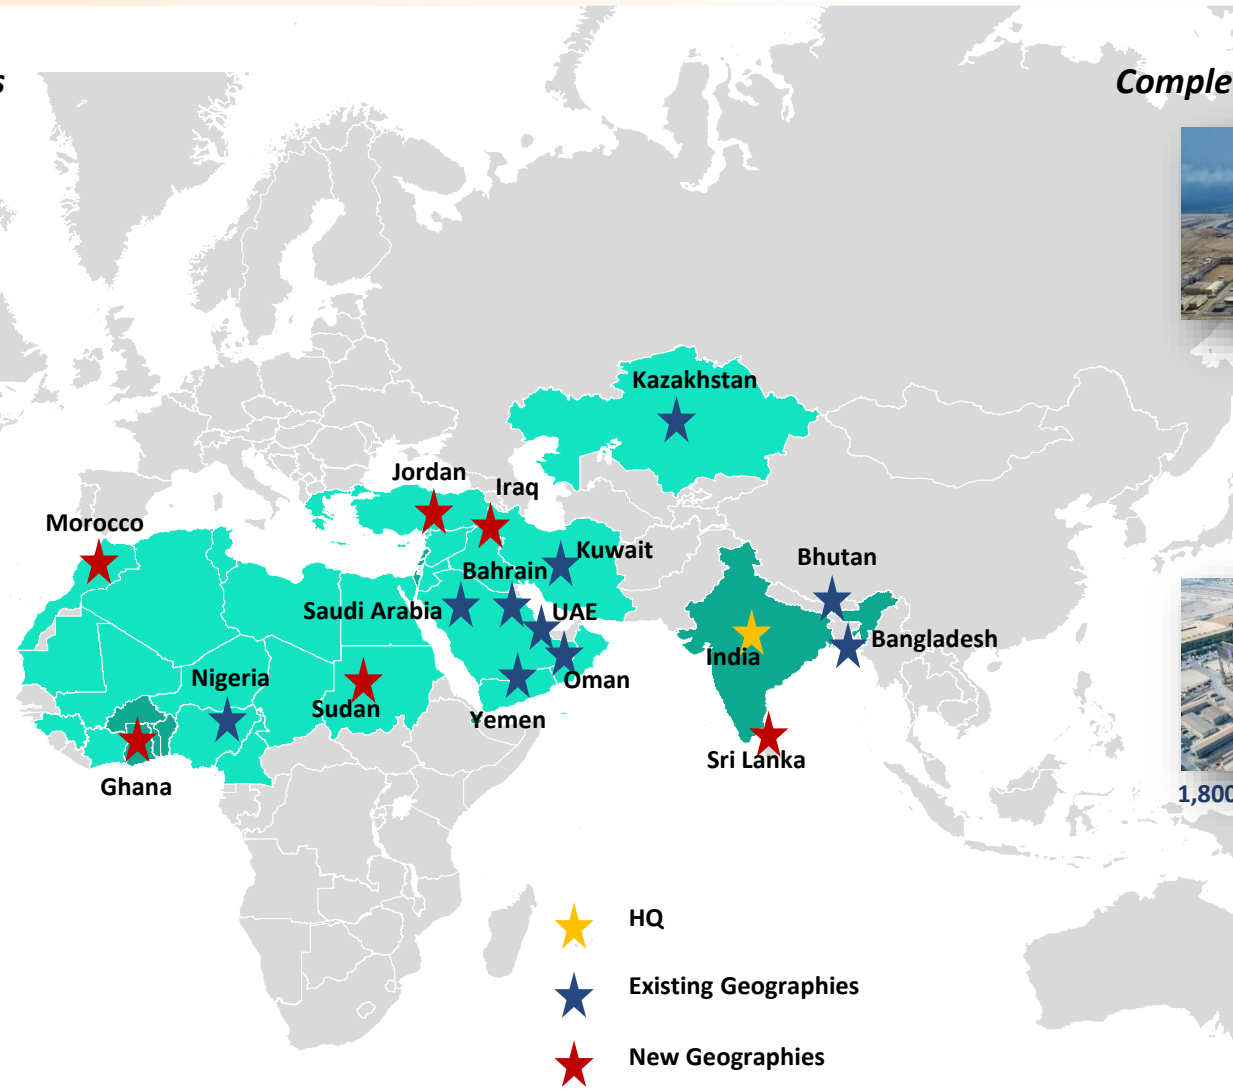 s
Comple
Kazakhstan
Jordan
Iraq
Morocco
Kuwait
Bhutan
Bahrain
Saudi Arabia
UAE
Bangladesh
India
Nigeria
Oman
Sudan
Yemen
Sri Lanka
Ghana
1,800
HQ
Existing Geographies
New Geographies